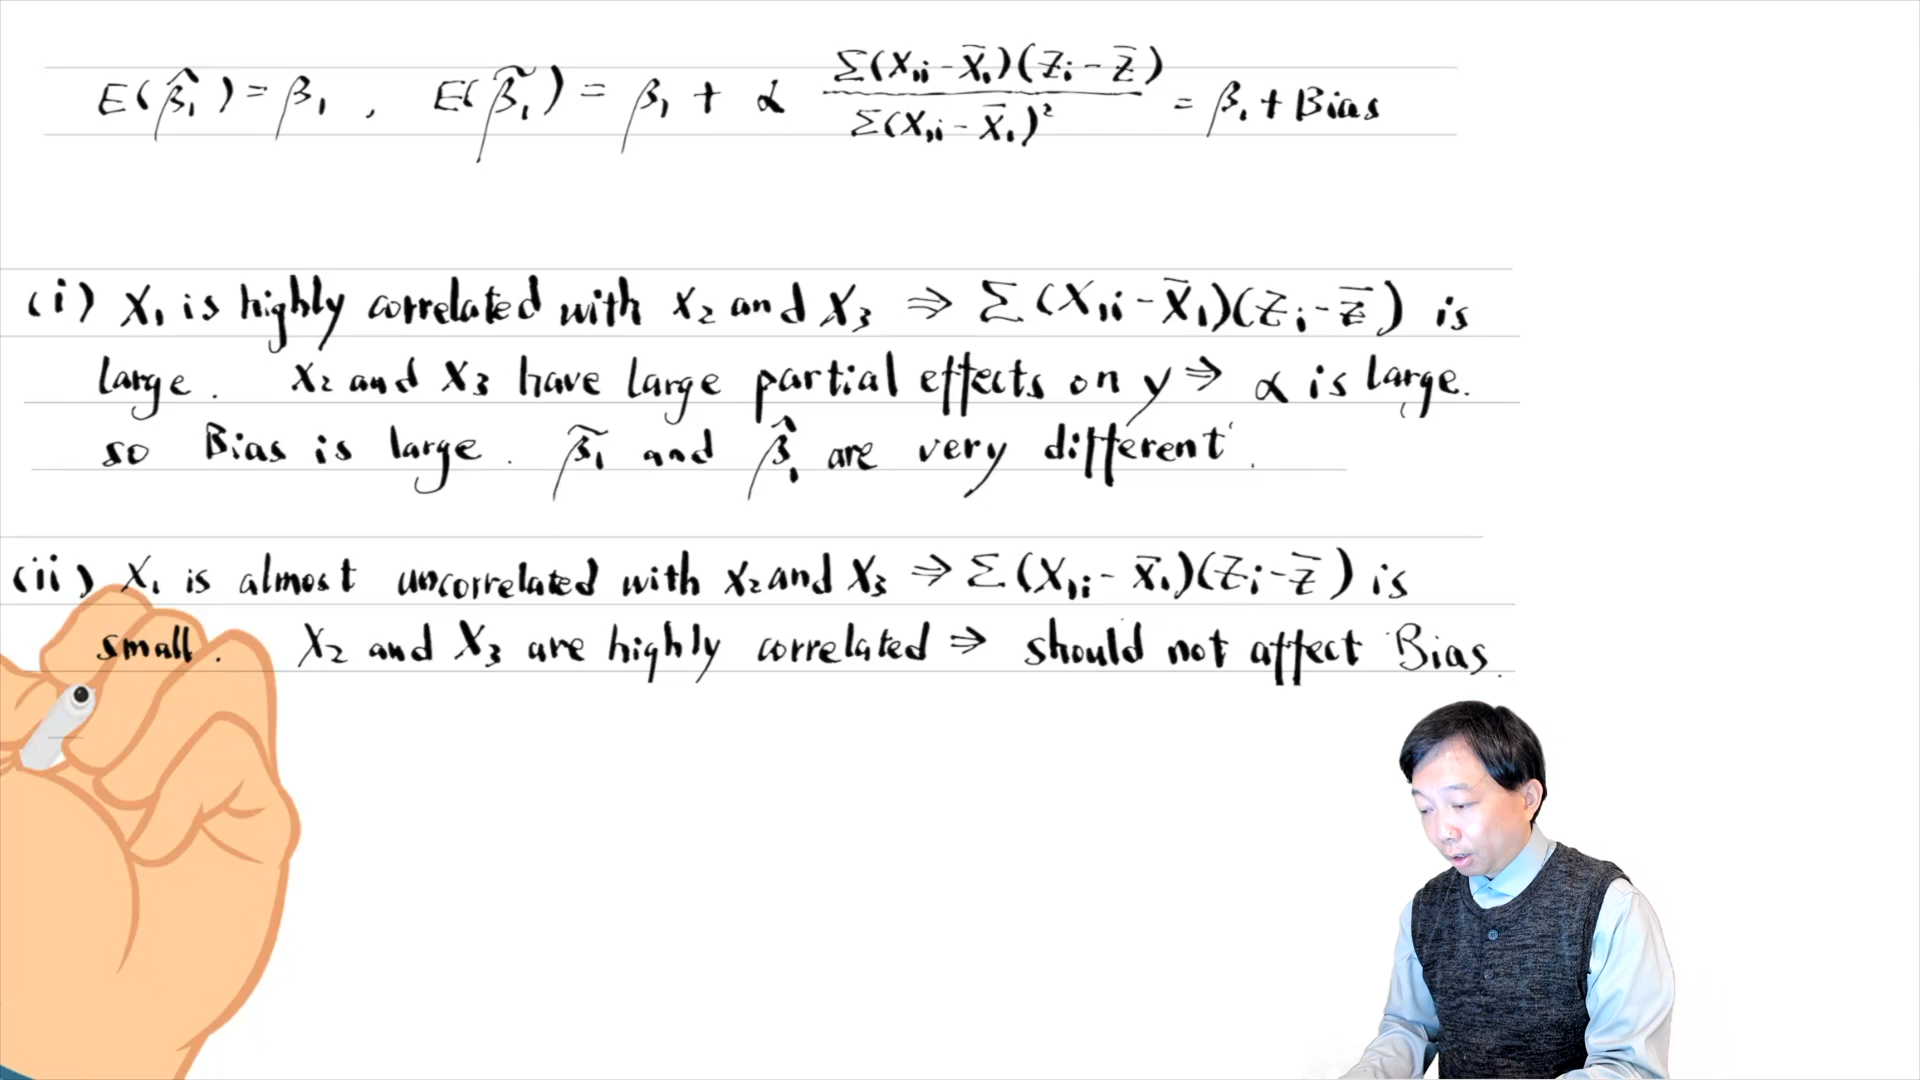 E(β̂₁) = β₁ , E(β̃₁) = β₁ + α Σ(X₁ᵢ - X̄₁)(Zᵢ - Z̄) / Σ(X₁ᵢ - X̄₁)² = β₁ + Bias
(i) X₁ is highly correlated with X₂ and X₃ ⇒ Σ(X₁ᵢ - X̄₁)(Zᵢ - Z̄) is
large. X₂ and X₃ have large partial effects on y ⇒ α is large.
so Bias is large. β̃₁ and β̂₁ are very different.
(ii) X₁ is almost uncorrelated with X₂ and X₃ ⇒ Σ(X₁ᵢ - X̄₁)(Zᵢ - Z̄) is
small. X₂ and X₃ are highly correlated ⇒ should not affect Bias.